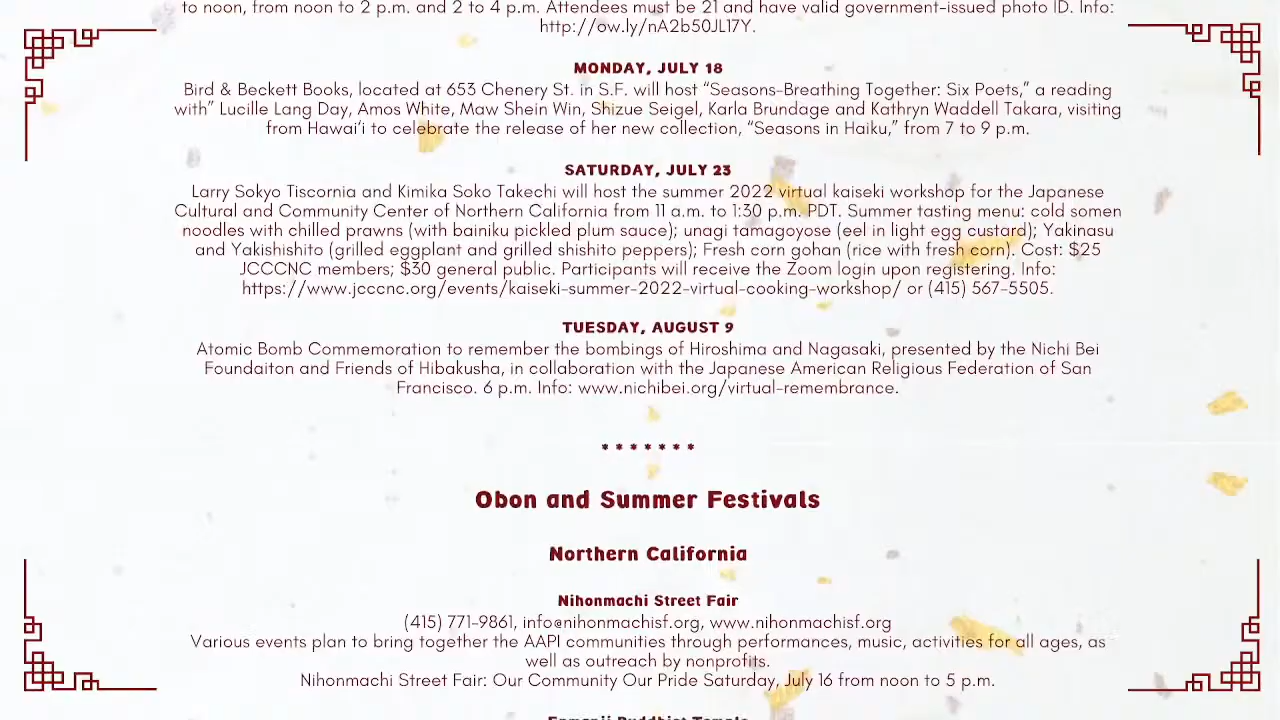 to noon, from noon to 2 p.m. and 2 to 4 p.m. Attendees must be 21 and have valid government-issued photo ID. Info:
http://ow.ly/nA2b50JL17Y.
MONDAY, JULY 18
Bird & Beckett Books, located at 653 Chenery St. in S.F. will host “Seasons-Breathing Together: Six Poets,” a reading
with” Lucille Lang Day, Amos White, Maw Shein Win, Shizue Seigel, Karla Brundage and Kathryn Waddell Takara, visiting
from Hawai‘i to celebrate the release of her new collection, “Seasons in Haiku,” from 7 to 9 p.m.
SATURDAY, JULY 23
Larry Sokyo Tiscornia and Kimika Soko Takechi will host the summer 2022 virtual kaiseki workshop for the Japanese
Cultural and Community Center of Northern California from 11 a.m. to 1:30 p.m. PDT. Summer tasting menu: cold somen
noodles with chilled prawns (with bainiku pickled plum sauce); unagi tamagoyose (eel in light egg custard); Yakinasu
and Yakishishito (grilled eggplant and grilled shishito peppers); Fresh corn gohan (rice with fresh corn). Cost: $25
JCCCNC members; $30 general public. Participants will receive the Zoom login upon registering. Info:
https://www.jcccnc.org/events/kaiseki-summer-2022-virtual-cooking-workshop/ or (415) 567-5505.
TUESDAY, AUGUST 9
Atomic Bomb Commemoration to remember the bombings of Hiroshima and Nagasaki, presented by the Nichi Bei
Foundaiton and Friends of Hibakusha, in collaboration with the Japanese American Religious Federation of San
Francisco. 6 p.m. Info: www.nichibei.org/virtual-remembrance.
* * * * * * *
Obon and Summer Festivals
Northern California
Nihonmachi Street Fair
(415) 771-9861, info@nihonmachisf.org, www.nihonmachisf.org
Various events plan to bring together the AAPI communities through performances, music, activities for all ages, as
well as outreach by nonprofits.
Nihonmachi Street Fair: Our Community Our Pride Saturday, July 16 from noon to 5 p.m.
Enmanji Buddhist Temple